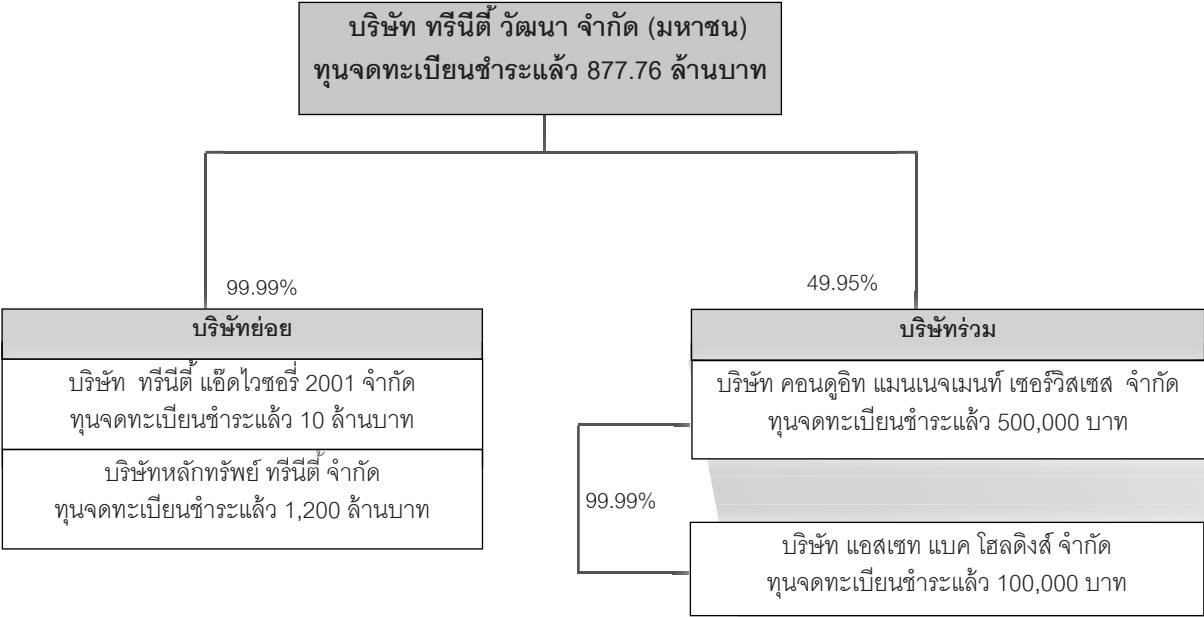 บริษัท ทรีนีตี้ วัฒนา จำกัด (มหาชน)
ทุนจดทะเบียนชำระแล้ว 877.76 ล้านบาท
99.99%
49.95%
บริษัทย่อย
บริษัท ทรีนีตี้ แอ๊ดไวซอรี่ 2001 จำกัด
ทุนจดทะเบียนชำระแล้ว 10 ล้านบาท
บริษัทหลักทรัพย์ ทรีนีตี้ จำกัด
ทุนจดทะเบียนชำระแล้ว 1,200 ล้านบาท
บริษัทร่วม
บริษัท คอนดูอิท แมนเนจเมนท์ เซอร์วิสเซส จำกัด
ทุนจดทะเบียนชำระแล้ว 500,000 บาท
99.99%
บริษัท แอสเซท แบค โฮลดิงส์ จำกัด
ทุนจดทะเบียนชำระแล้ว 100,000 บาท